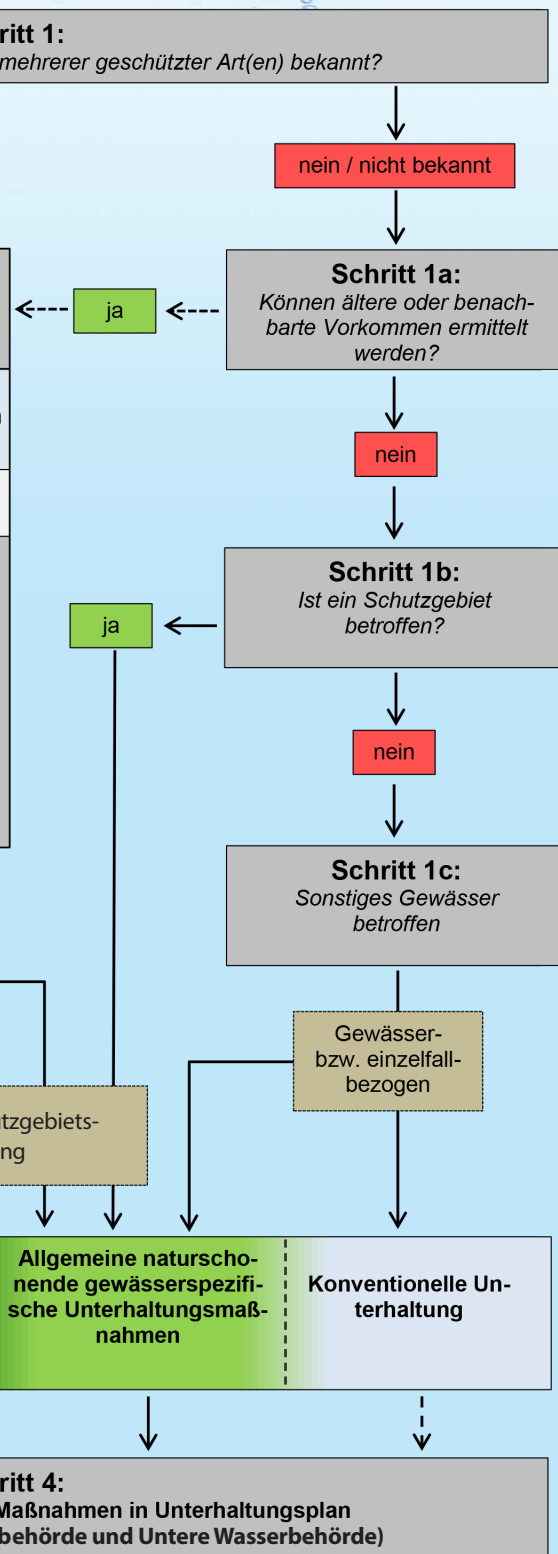 ritt 1:
mehrerer geschützter Art(en) bekannt?
nein / nicht bekannt
Schritt 1a:
Können ältere oder benach-
barte Vorkommen ermittelt
werden?
ja
nein
Schritt 1b:
Ist ein Schutzgebiet
betroffen?
ja
nein
Schritt 1c:
Sonstiges Gewässer
betroffen
Gewässer-
bzw. einzelfall-
bezogen
tzgebiets-
ng
Allgemeine naturscho-
nende gewässerspezifi-
sche Unterhaltungsmaß-
nahmen
Konventionelle Un-
terhaltung
ritt 4:
Maßnahmen in Unterhaltungsplan
behörde und Untere Wasserbehörde)